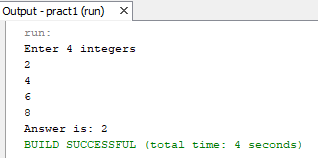 Output - pract1 (run)
run:
Enter 4 integers
2
4
6
8
Answer is: 2
BUILD SUCCESSFUL (total time: 4 seconds)